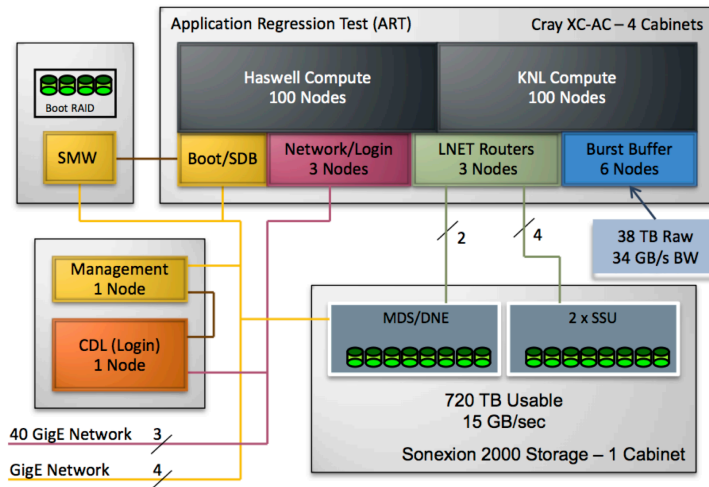 Application Regression Test (ART)
Cray XC-AC – 4 Cabinets
Boot RAID
SMW
Haswell Compute
100 Nodes
KNL Compute
100 Nodes
Boot/SDB
Network/Login
3 Nodes
LNET Routers
3 Nodes
Burst Buffer
6 Nodes
2
4
38 TB Raw
34 GB/s BW
Management
1 Node
CDL (Login)
1 Node
MDS/DNE
2 x SSU
720 TB Usable
15 GB/sec
Sonexion 2000 Storage – 1 Cabinet
40 GigE Network
3
GigE Network
4